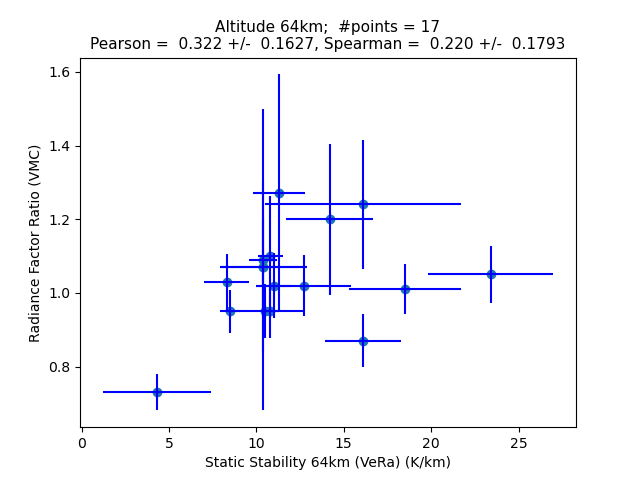 Altitude 64km;  #points = 17
Pearson =  0.322 +/-  0.1627, Spearman =  0.220 +/-  0.1793
1.6
1.4
1.2
1.0
0.8
Radiance Factor Ratio (VMC)
0 5 10 15 20 25
Static Stability 64km (VeRa) (K/km)